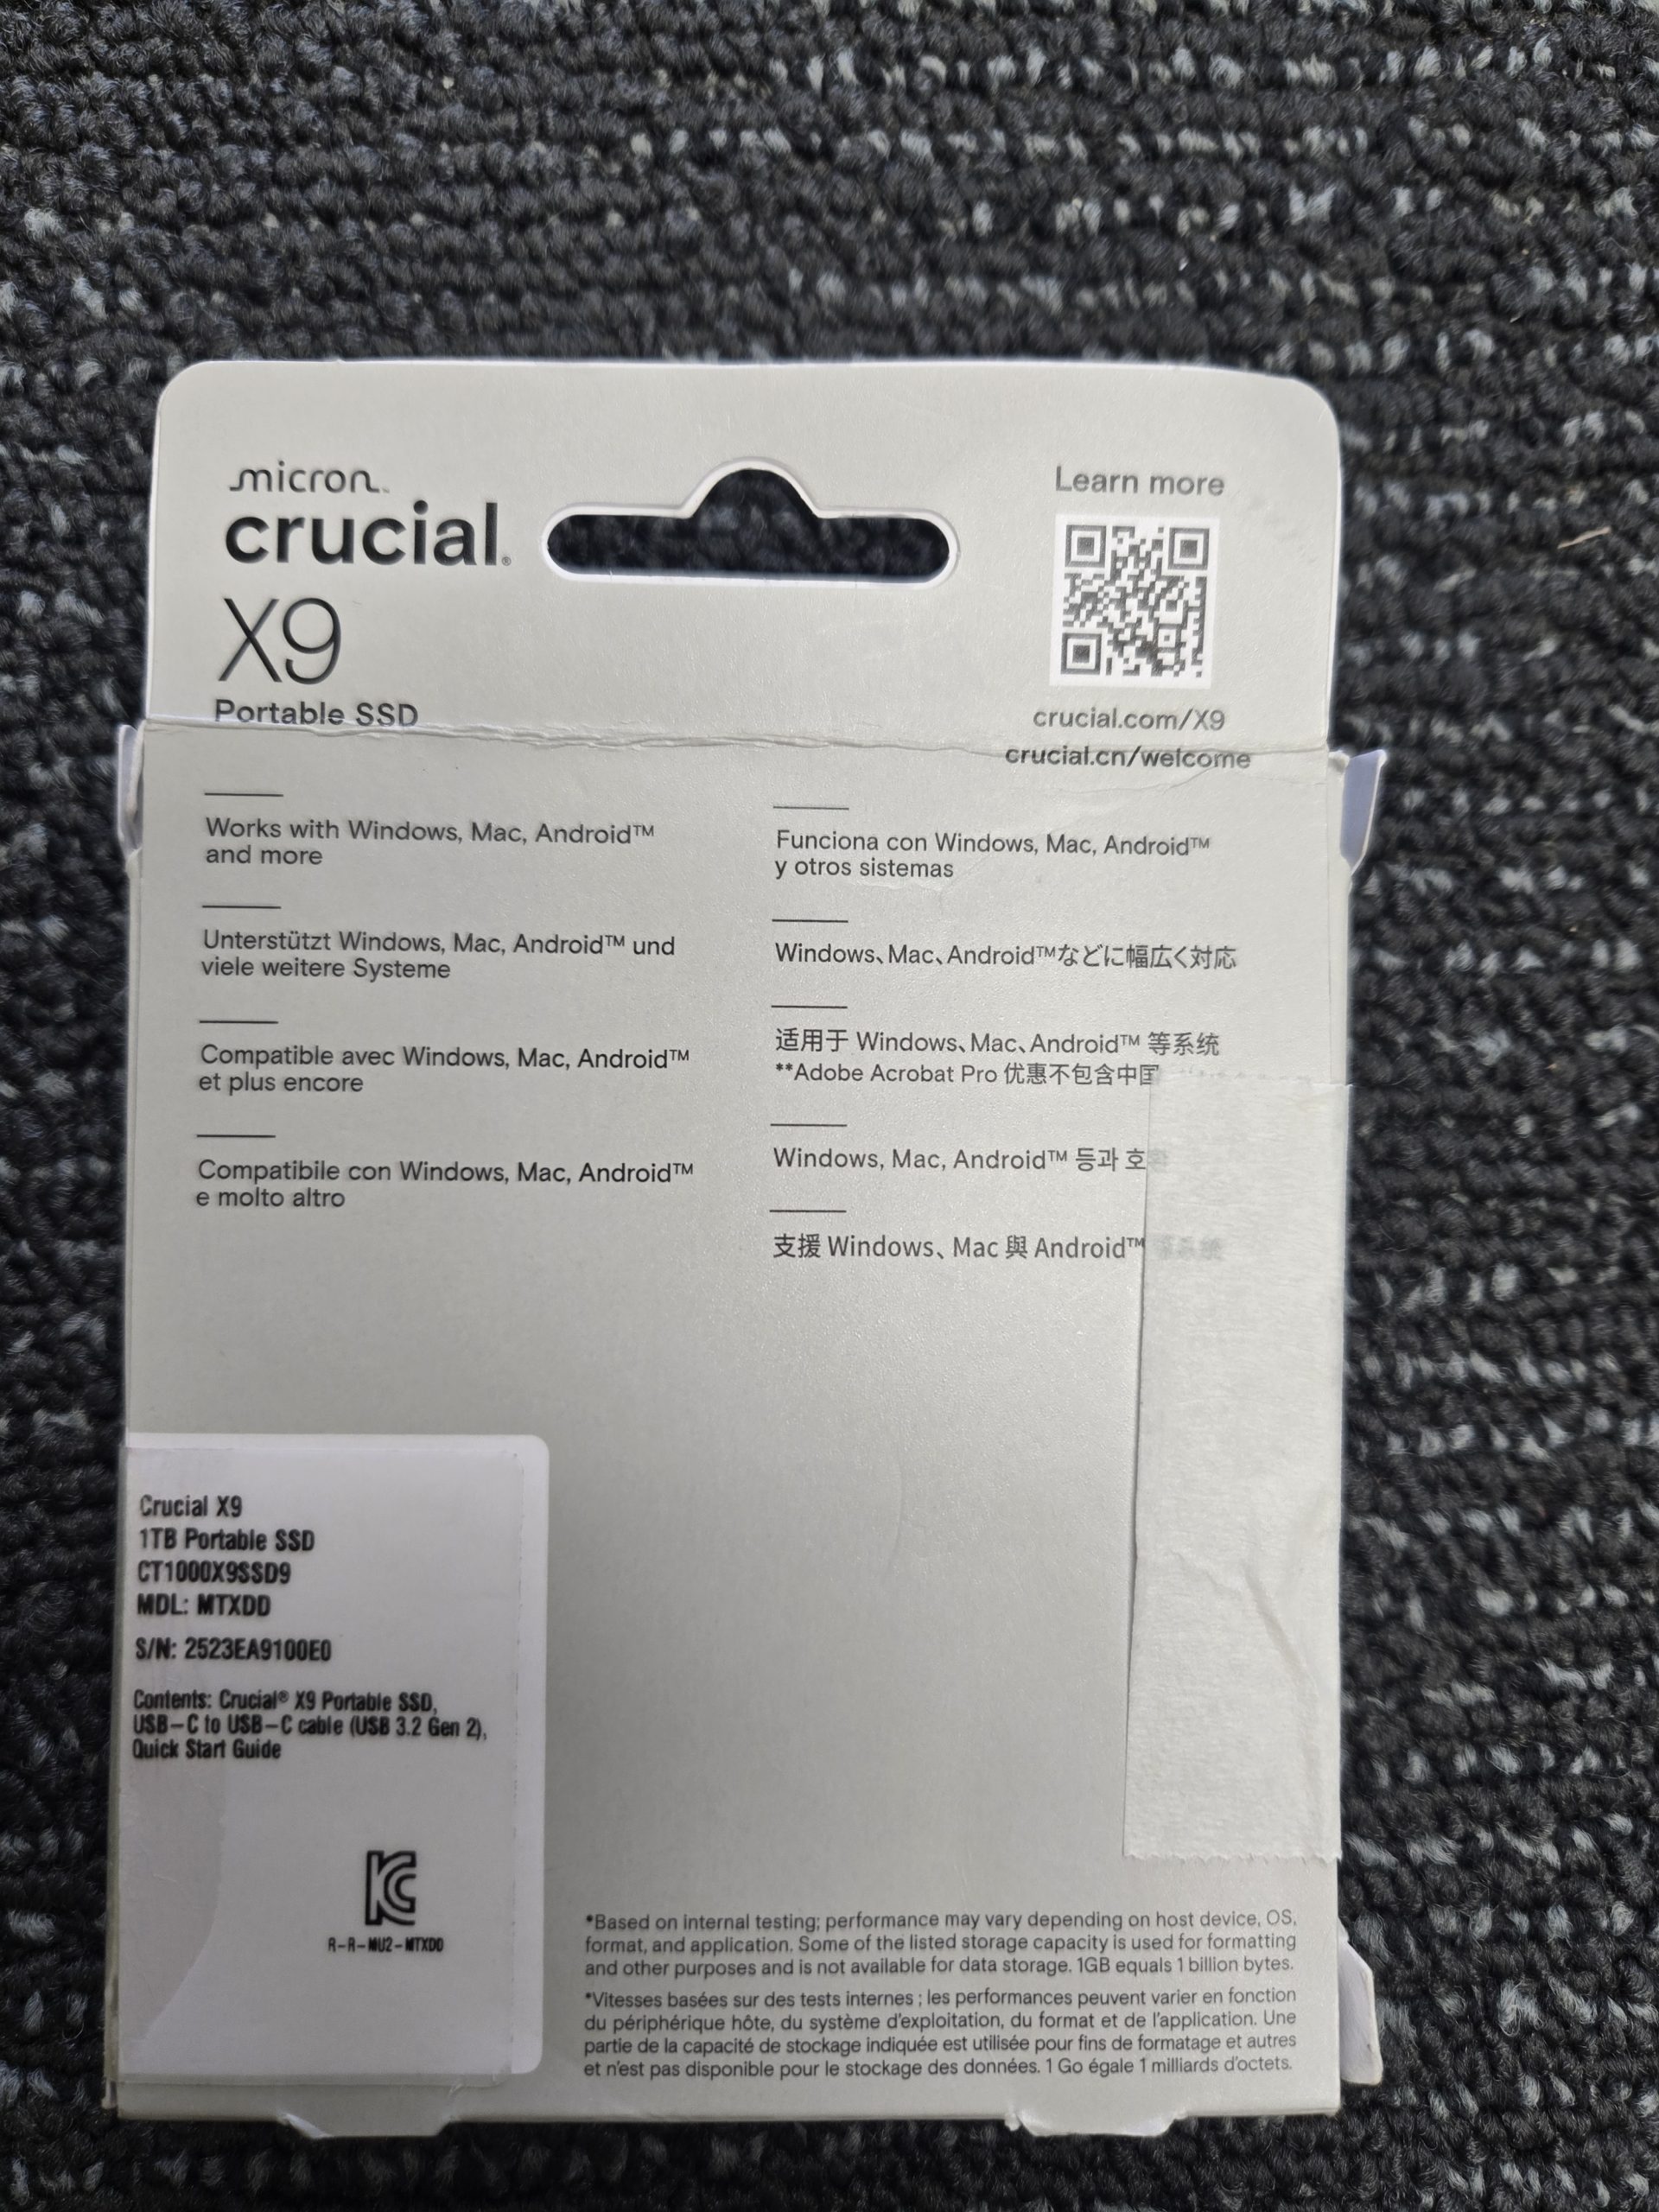 micron™
crucial®
X9
Portable SSD
Learn more
crucial.com/X9
crucial.cn/welcome
Works with Windows, Mac, Android™
and more
Unterstützt Windows, Mac, Android™ und
viele weitere Systeme
Compatible avec Windows, Mac, Android™
et plus encore
Compatibile con Windows, Mac, Android™
e molto altro
Funciona con Windows, Mac, Android™
y otros sistemas
Windows、Mac、Android™などに幅広く対応
适用于 Windows、Mac、Android™ 等系统
**Adobe Acrobat Pro 优惠不包含中国
Windows, Mac, Android™ 등과
支援 Windows、Mac 與 Android™
Crucial X9
1TB Portable SSD
CT1000X9SSD9
MDL: MTXDD
S/N: 2523EA9100E0
Contents: Crucial® X9 Portable SSD,
USB-C to USB-C cable (USB 3.2 Gen 2),
Quick Start Guide
R-R-MU2-MTXDD
*Based on internal testing; performance may vary depending on host device, OS,
format, and application. Some of the listed storage capacity is used for formatting
and other purposes and is not available for data storage. 1GB equals 1 billion bytes.
*Vitesses basées sur des tests internes ; les performances peuvent varier en fonction
du périphérique hôte, du système d'exploitation, du format et de l'application. Une
partie de la capacité de stockage indiquée est utilisée pour fins de formatage et autres
et n'est pas disponible pour le stockage des données. 1 Go égale 1 milliards d'octets.